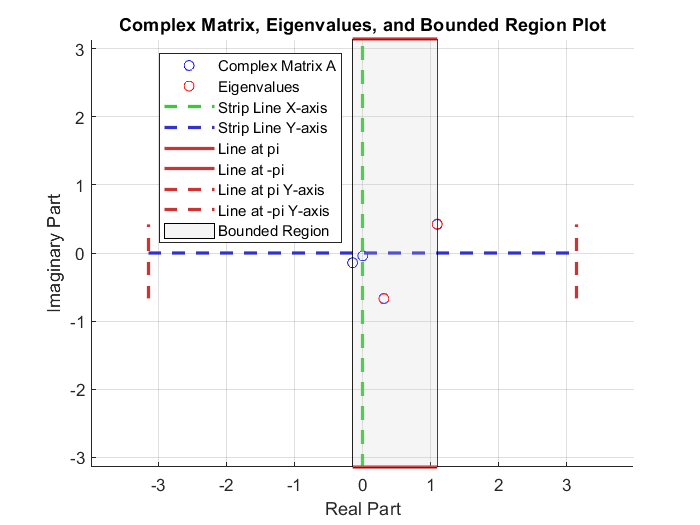 Complex Matrix, Eigenvalues, and Bounded Region Plot
Complex Matrix A
Eigenvalues
Strip Line X-axis
Strip Line Y-axis
Line at pi
Line at -pi
Line at pi Y-axis
Line at -pi Y-axis
Bounded Region
3
2
1
0
-1
-2
-3
Imaginary Part
-3 -2 -1 0 1 2 3
Real Part